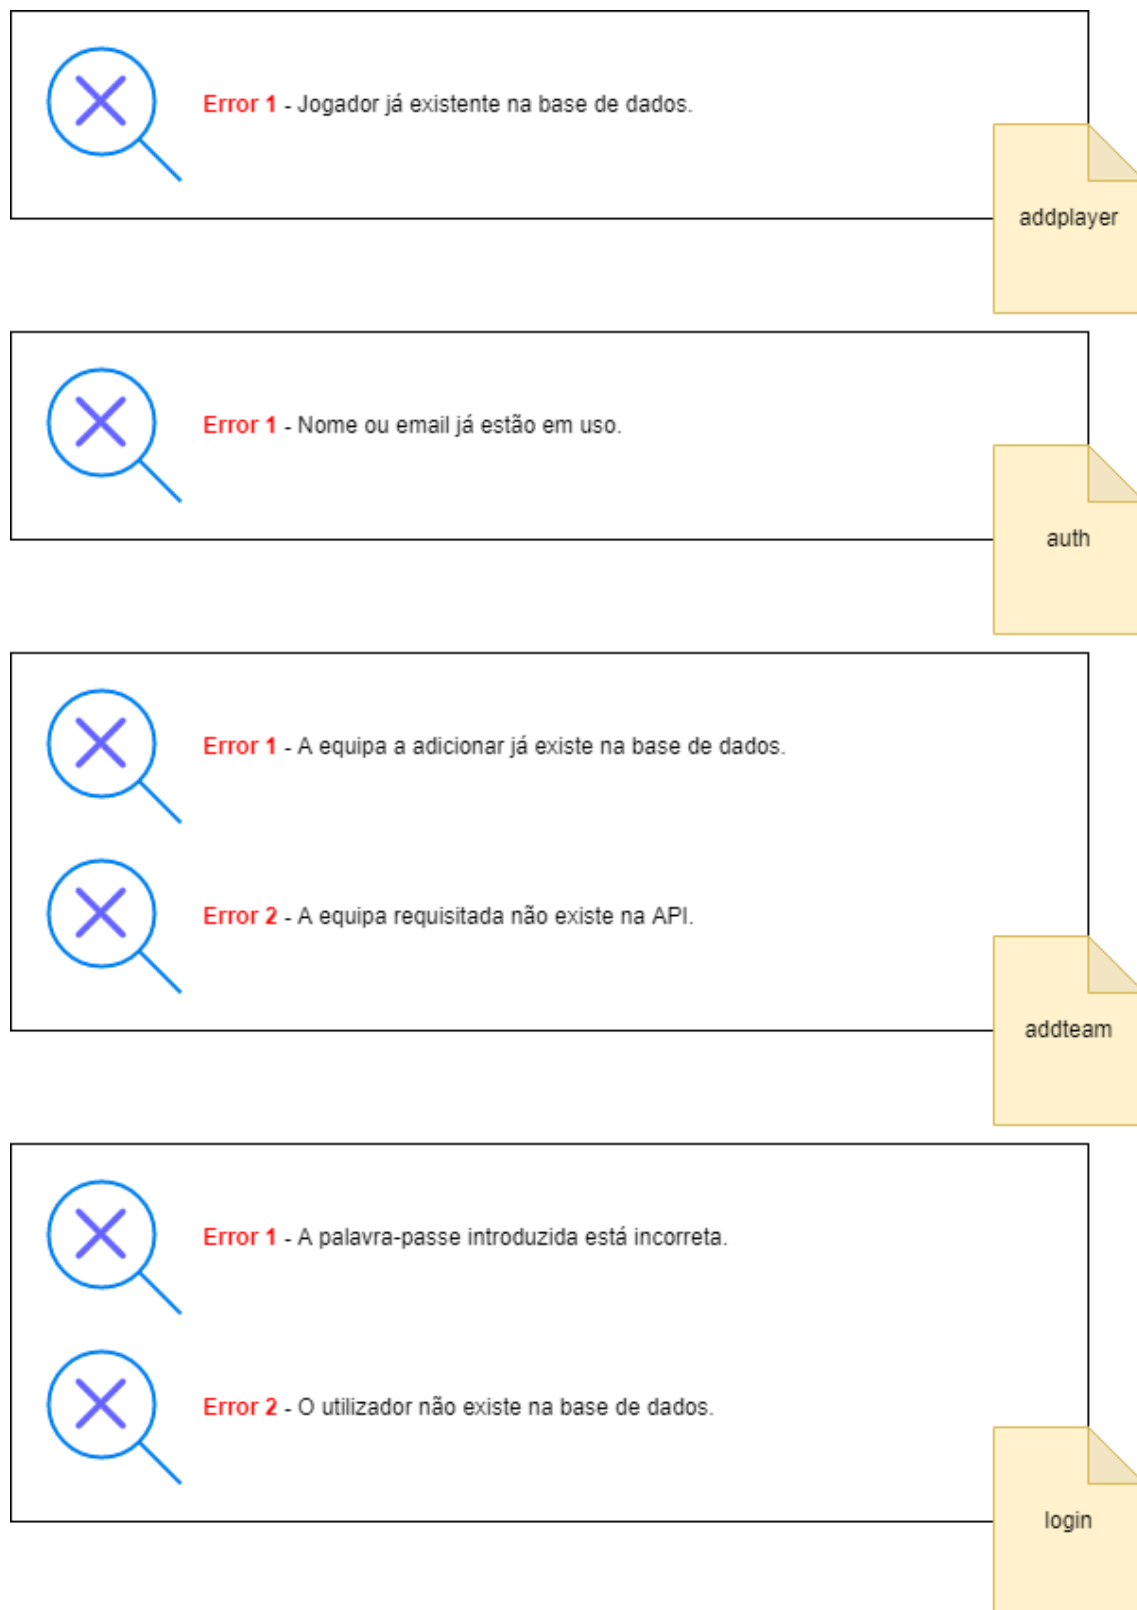 Error 1 - Jogador já existente na base de dados.
addplayer
Error 1 - Nome ou email já estão em uso.
auth
Error 1 - A equipa a adicionar já existe na base de dados.
Error 2 - A equipa requisitada não existe na API.
addteam
Error 1 - A palavra-passe introduzida está incorreta.
Error 2 - O utilizador não existe na base de dados.
login